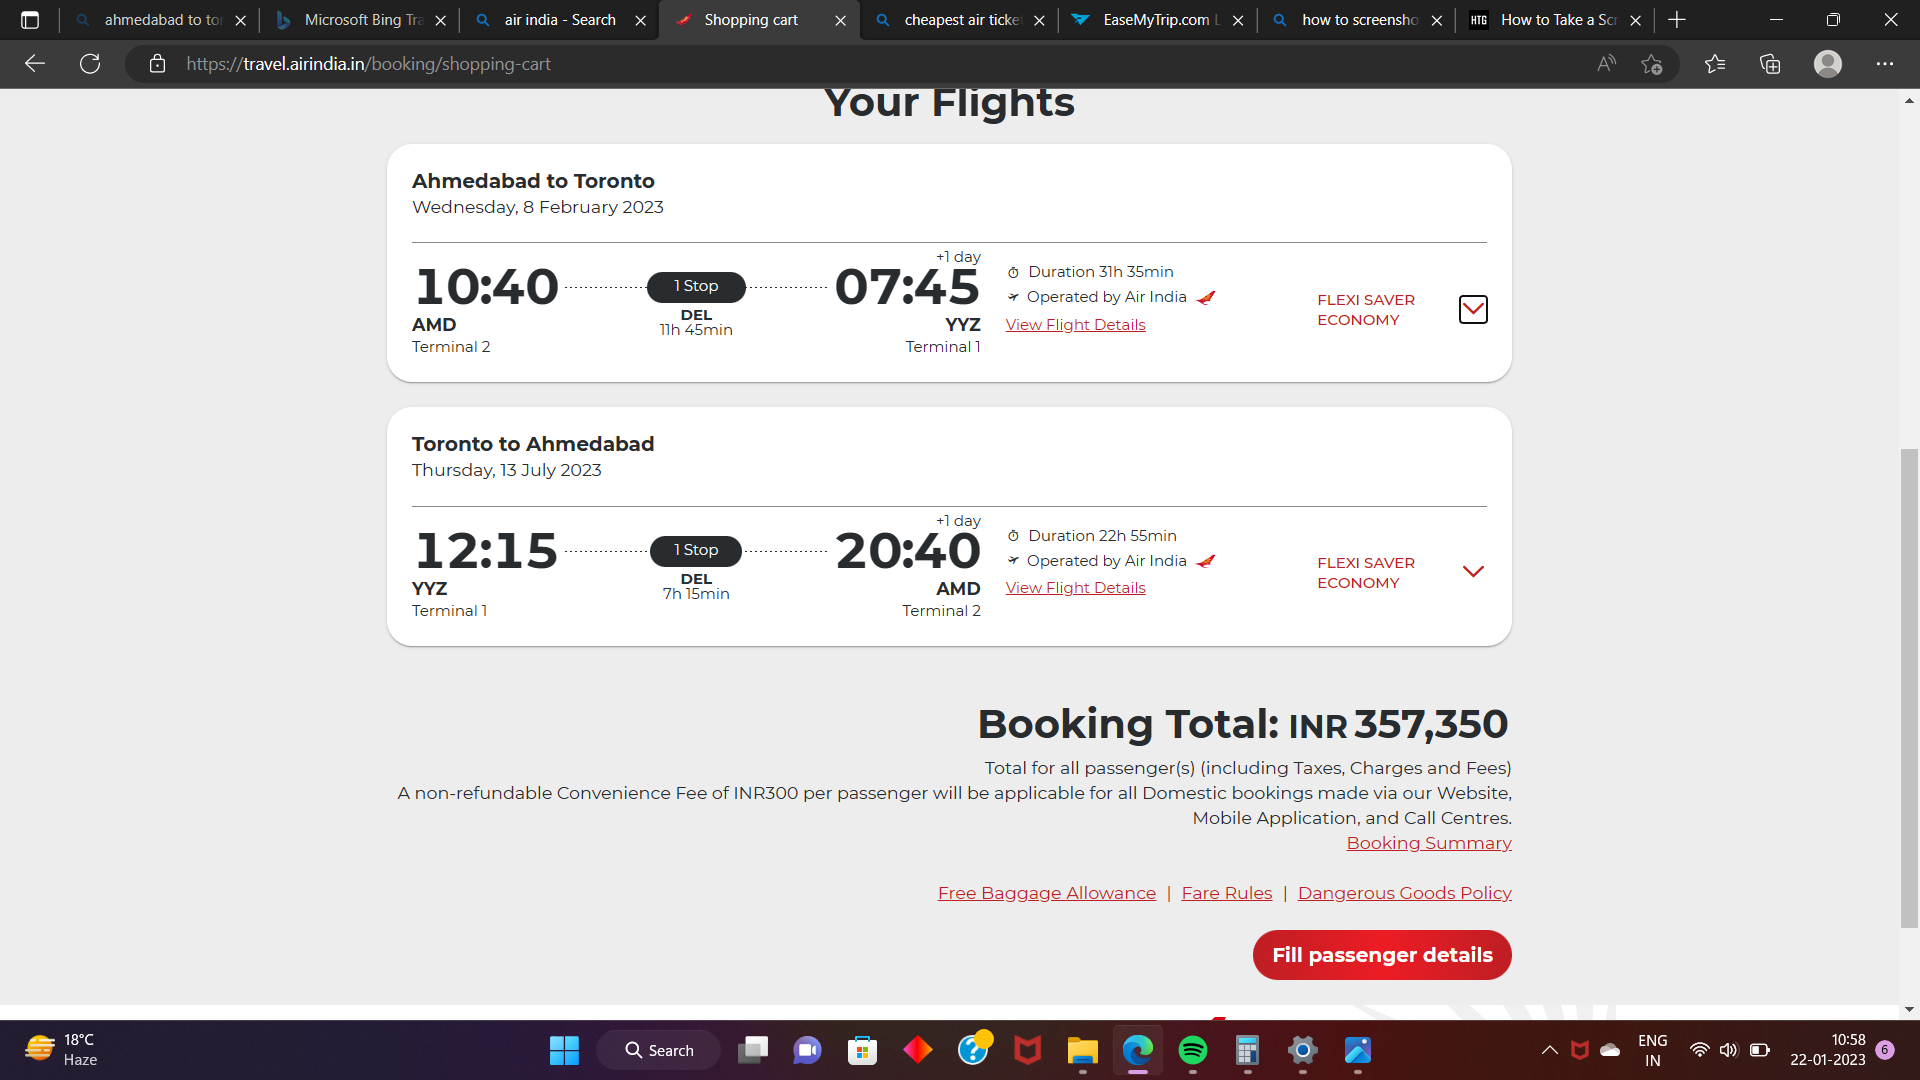 ahmedabad to tor
Microsoft Bing Tra
air india - Search
Shopping cart
cheapest air ticke
EaseMyTrip.com L
how to screensho
HTG How to Take a Scr
https://travel.airindia.in/booking/shopping-cart
Your Flights
Ahmedabad to Toronto
Wednesday, 8 February 2023
+1 day
10:40 1 Stop 07:45
Duration 31h 35min
Operated by Air India
View Flight Details
FLEXI SAVER
ECONOMY
AMD DEL YYZ
11h 45min
Terminal 2 Terminal 1
Toronto to Ahmedabad
Thursday, 13 July 2023
+1 day
12:15 1 Stop 20:40
Duration 22h 55min
Operated by Air India
View Flight Details
FLEXI SAVER
ECONOMY
YYZ DEL AMD
7h 15min
Terminal 1 Terminal 2
Booking Total: INR 357,350
Total for all passenger(s) (including Taxes, Charges and Fees)
A non-refundable Convenience Fee of INR300 per passenger will be applicable for all Domestic bookings made via our Website,
Mobile Application, and Call Centres.
Booking Summary
Free Baggage Allowance | Fare Rules | Dangerous Goods Policy
Fill passenger details
18°C
Haze
Search
ENG
IN
10:58
22-01-2023
6